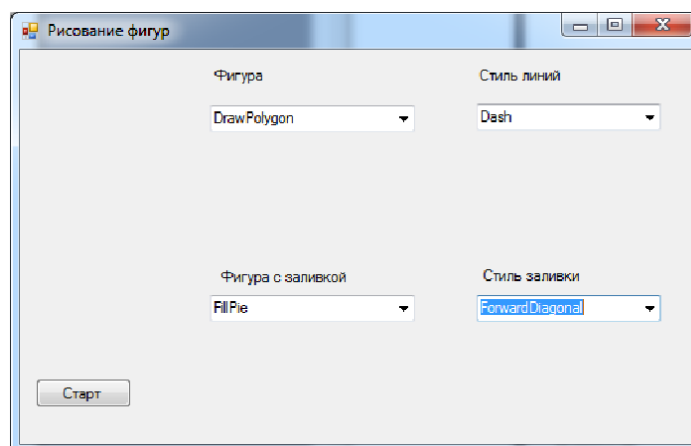 Рисование фигур
Фигура Стиль линий
DrawPolygon Dash
Фигура с заливкой Стиль заливки
FillPie ForwardDiagonal
Старт